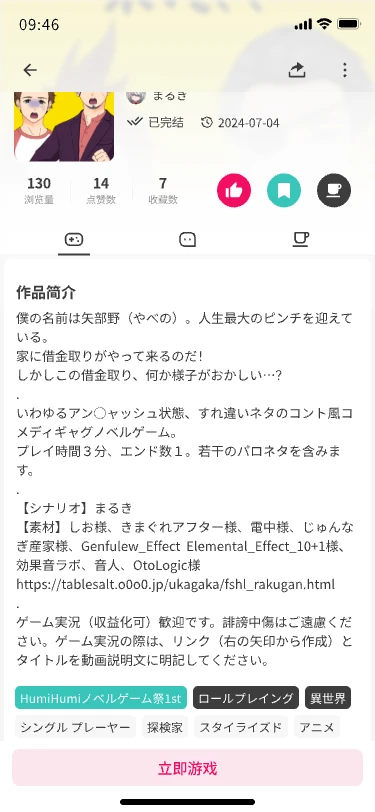 09:46
まるき
已完结 2024-07-04
130 14 7
浏览量 点赞数 收藏数
作品简介
僕の名前は矢部野（やべの）。人生最大のピンチを迎えて
いる。
家に借金取りがやって来るのだ！
しかしこの借金取り、何か様子がおかしい…？
.
いわゆるアン〇ャッシュ状態、すれ違いネタのコント風コ
メディギャグノベルゲーム。
プレイ時間３分、エンド数１。若干のパロネタを含みま
す。
.
【シナリオ】まるき
【素材】しお様、きまぐれアフター様、電中様、じゅんな
ぎ産家様、Genfulew_Effect Elemental_Effect_10+1様、
効果音ラボ、音人、OtoLogic様
https://tablesalt.o0o0.jp/ukagaka/fshl_rakugan.html
.
ゲーム実況（収益化可）歓迎です。誹謗中傷はご遠慮くだ
さい。ゲーム実況の際は、リンク（右の矢印から作成）と
タイトルを動画説明文に明記してください。
HumiHumiノベルゲーム祭1st ロールプレイング 異世界
シングル プレーヤー 探検家 スタイライズド アニメ
立即游戏